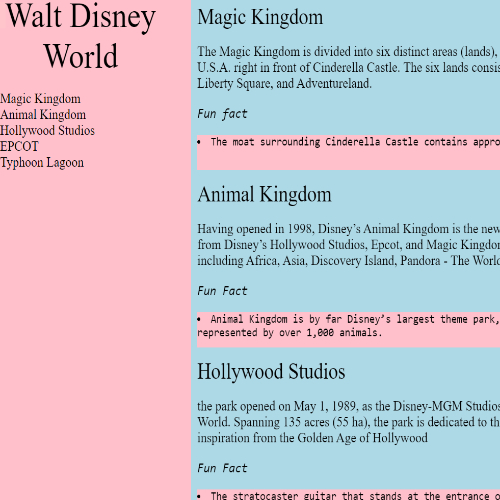 Walt Disney
World
Magic Kingdom
Animal Kingdom
Hollywood Studios
EPCOT
Typhoon Lagoon
Magic Kingdom
The Magic Kingdom is divided into six distinct areas (lands),
U.S.A. right in front of Cinderella Castle. The six lands consis
Liberty Square, and Adventureland.
Fun fact
• The moat surrounding Cinderella Castle contains appro
Animal Kingdom
Having opened in 1998, Disney’s Animal Kingdom is the new
from Disney’s Hollywood Studios, Epcot, and Magic Kingdo
including Africa, Asia, Discovery Island, Pandora - The World
Fun Fact
• Animal Kingdom is by far Disney’s largest theme park,
represented by over 1,000 animals.
Hollywood Studios
the park opened on May 1, 1989, as the Disney-MGM Studios
World. Spanning 135 acres (55 ha), the park is dedicated to th
inspiration from the Golden Age of Hollywood
Fun Fact
• The stratocaster guitar that stands at the entrance o